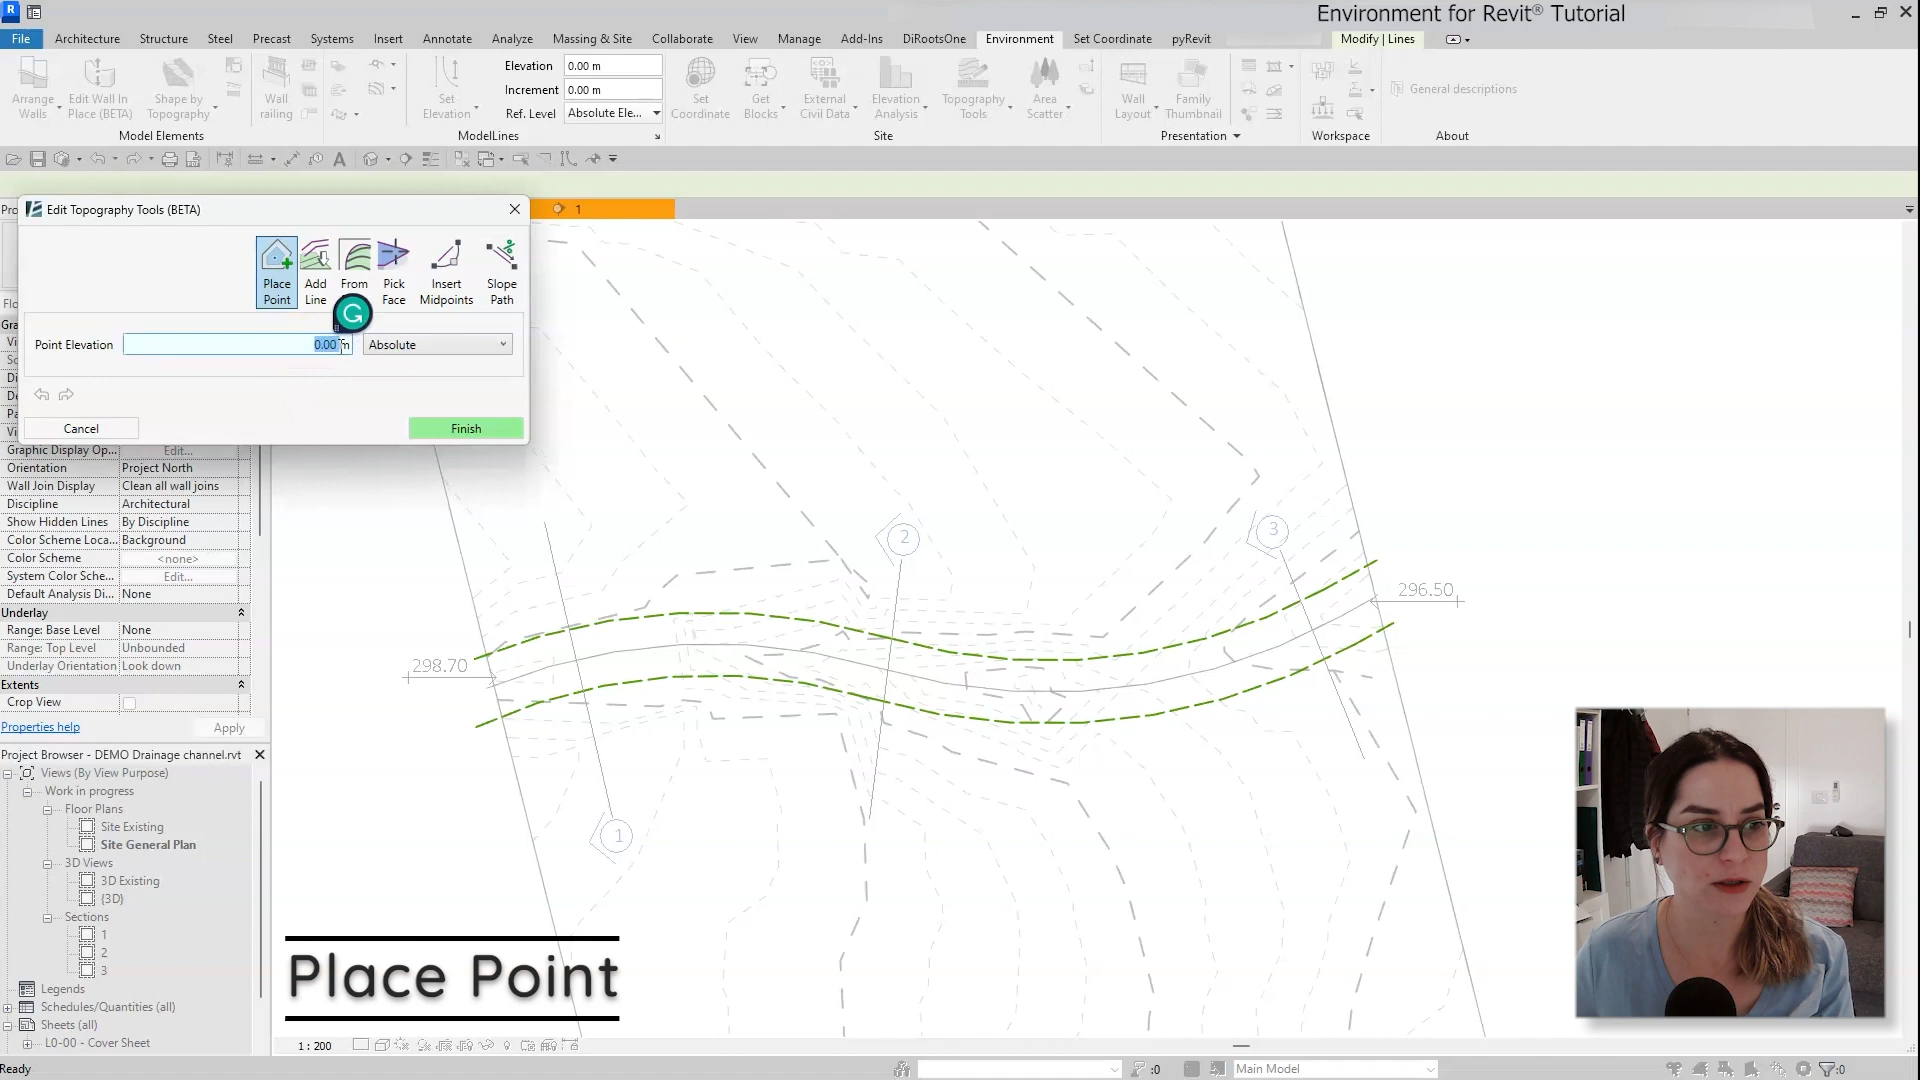 R
Environment for Revit® Tutorial
File Architecture Structure Steel Precast Systems Insert Annotate Analyze Massing & Site Collaborate View Manage Add-Ins DiRootsOne Environment Set Coordinate pyRevit Modify | Lines
Arrange Walls
Edit Wall In Place (BETA)
Shape by Topography
Wall railing
Set Elevation
Elevation 0.00 m
Increment 0.00 m
Ref. Level Absolute Ele...
Set Coordinate
Get Blocks
External Civil Data
Elevation Analysis
Topography Tools
Area Scatter
Wall Layout
Family Thumbnail
General descriptions
Model Elements ModelLines Site Presentation Workspace About
Edit Topography Tools (BETA)
1
Place Point
Add Line
From
Pick Face
Insert Midpoints
Slope Path
G
Point Elevation 0.00 m Absolute
Cancel Finish
Graphic Display Op... Edit...
Orientation Project North
Wall Join Display Clean all wall joins
Discipline Architectural
Show Hidden Lines By Discipline
Color Scheme Loca... Background
Color Scheme <none>
System Color Sche... Edit...
Default Analysis Di... None
Underlay
Range: Base Level None
Range: Top Level Unbounded
Underlay Orientation Look down
Extents
Crop View
Properties help Apply
Project Browser - DEMO Drainage channel.rvt
Views (By View Purpose)
Work in progress
Floor Plans
Site Existing
Site General Plan
3D Views
3D Existing
{3D}
Sections
1
2
3
Legends
Schedules/Quantities (all)
Sheets (all)
L0-00 - Cover Sheet
2
3
296.50
298.70
1
Place Point
1 : 200
Ready
:0
Main Model
:0